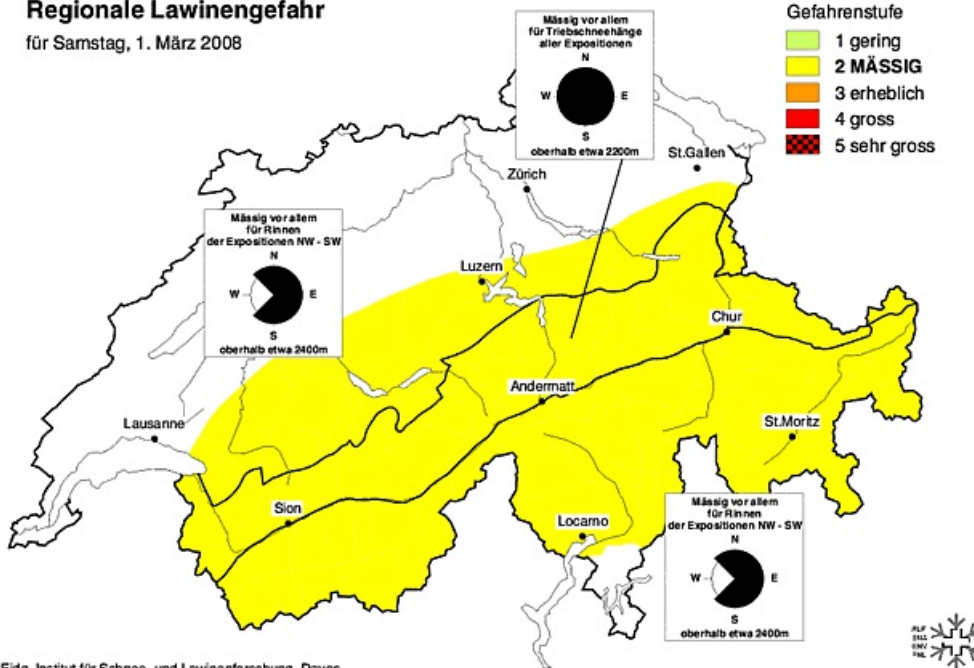 Regionale Lawinengefahr
für Samstag, 1. März 2008
Mässig vor allem
für Triebschneehänge
aller Expositionen
N
W
E
S
oberhalb etwa 2200m
Gefahrenstufe
1 gering
2 MÄSSIG
3 erheblich
4 gross
5 sehr gross
St.Gallen
Zürich
Mässig vor allem
für Rinnen
der Expositionen NW - SW
N
W
E
S
oberhalb etwa 2400m
Luzern
Chur
Andermatt
Lausanne
St.Moritz
Sion
Locarno
Mässig vor allem
für Rinnen
der Expositionen NW - SW
N
W
E
S
oberhalb etwa 2400m
Eidg. Institut für Schnee- und Lawinenforschung, Davos